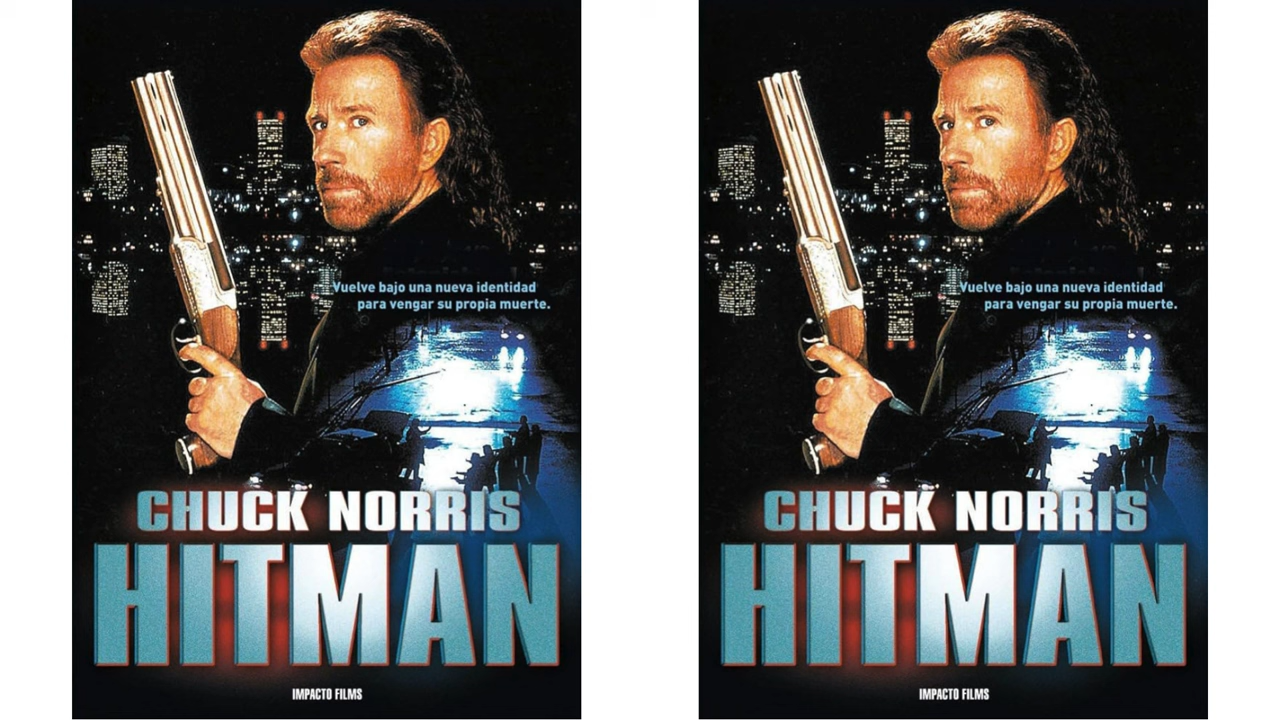 Vuelve bajo una nueva identidad
para vengar su propia muerte.
CHUCK NORRIS
HITMAN
IMPACTO FILMS
Vuelve bajo una nueva identidad
para vengar su propia muerte.
CHUCK NORRIS
HITMAN
IMPACTO FILMS